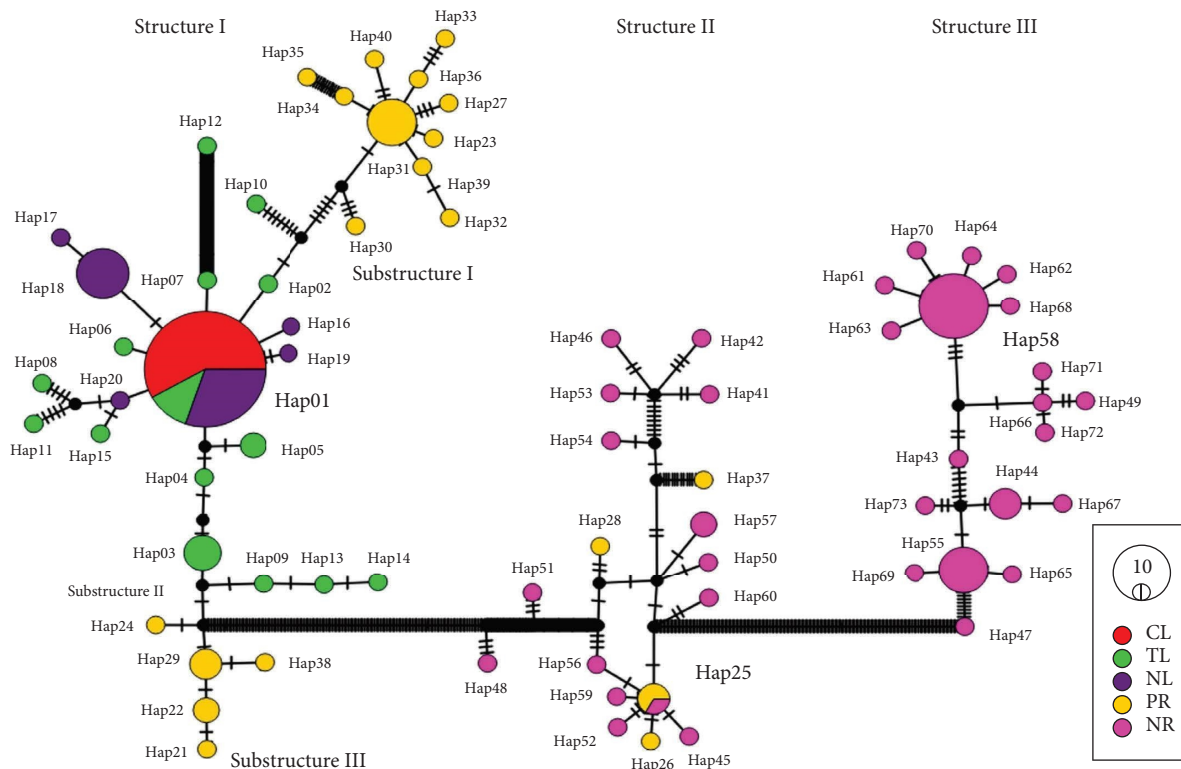 Structure I
Structure II
Structure III
Hap33
Hap40
Hap35
Hap36
Hap27
Hap34
Hap23
Hap12
Hap31
Hap39
Hap10
Hap32
Hap30
Substructure I
Hap17
Hap07
Hap02
Hap18
Hap06
Hap16
Hap19
Hap08
Hap20
Hap01
Hap11
Hap15
Hap05
Hap04
Hap03
Hap09
Hap13
Hap14
Substructure II
Hap24
Hap29
Hap38
Hap22
Hap21
Substructure III
Hap46
Hap42
Hap53
Hap41
Hap54
Hap37
Hap28
Hap57
Hap50
Hap51
Hap60
Hap48
Hap56
Hap25
Hap59
Hap52
Hap26
Hap45
Hap70
Hap64
Hap61
Hap62
Hap68
Hap63
Hap58
Hap71
Hap49
Hap66
Hap72
Hap43
Hap44
Hap73
Hap67
Hap55
Hap69
Hap65
Hap47
10
CL
TL
NL
PR
NR